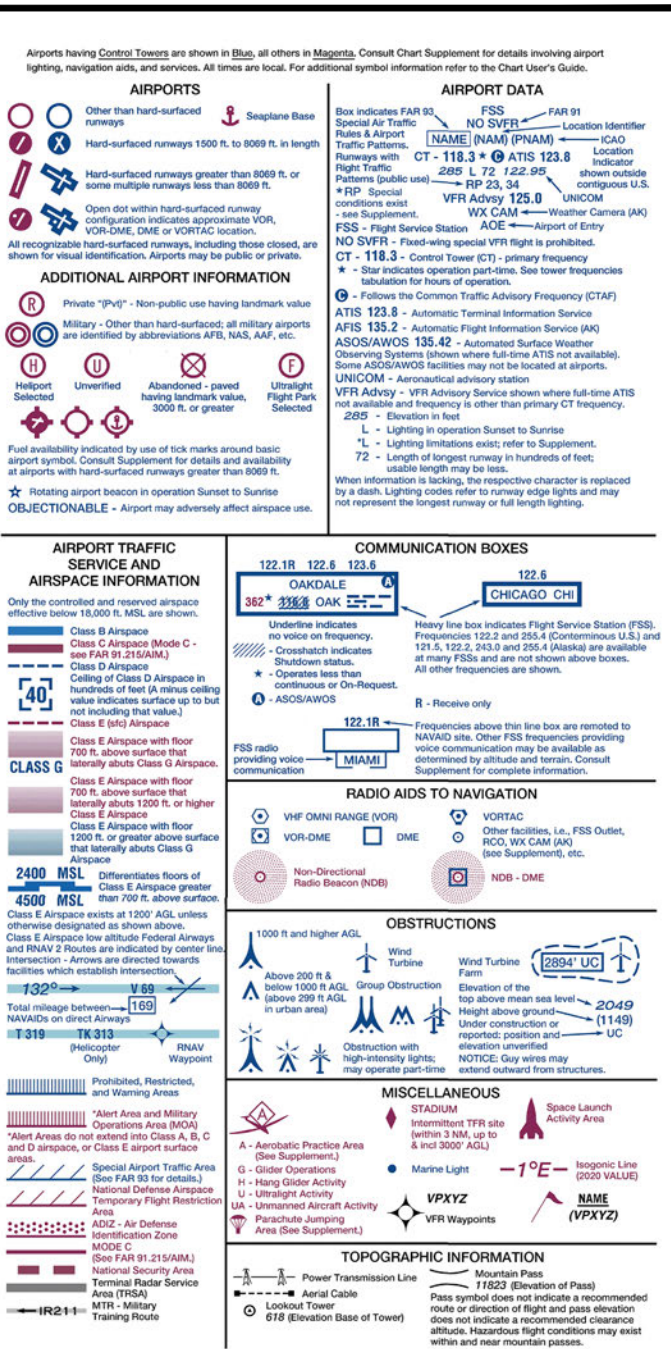 Airports having Control Towers are shown in Blue, all others in Magenta. Consult Chart Supplement for details involving airport
lighting, navigation aids, and services. All times are local. For additional symbol information refer to the Chart User's Guide.
AIRPORTS
Other than hard-surfaced
runways
Seaplane Base
Hard-surfaced runways 1500 ft. to 8069 ft. in length
Hard-surfaced runways greater than 8069 ft. or
some multiple runways less than 8069 ft.
Open dot within hard-surfaced runway
configuration indicates approximate VOR,
VOR-DME, DME or VORTAC location.
All recognizable hard-surfaced runways, including those closed, are
shown for visual identification. Airports may be public or private.
ADDITIONAL AIRPORT INFORMATION
R
Private "(Pvt)" - Non-public use having landmark value
Military - Other than hard-surfaced; all military airports
are identified by abbreviations AFB, NAS, AAF, etc.
H
Heliport
Selected
U
Unverified
Abandoned - paved
having landmark value,
3000 ft. or greater
F
Ultralight
Flight Park
Selected
Fuel availability indicated by use of tick marks around basic
airport symbol. Consult Supplement for details and availability
at airports with hard-surfaced runways greater than 8069 ft.
Rotating airport beacon in operation Sunset to Sunrise
OBJECTIONABLE - Airport may adversely affect airspace use.
AIRPORT DATA
Box indicates FAR 93
Special Air Traffic
Rules & Airport
Traffic Patterns.
Runways with
Right Traffic
Patterns (public use)
*RP Special
conditions exist
- see Supplement.
FSS
NO SVFR
FAR 91
Location Identifier
NAME (NAM) (PNAM)
ICAO
Location
Indicator
shown outside
contiguous U.S.
CT - 118.3 ★ C ATIS 123.8
285 L 72 122.95
RP 23, 34
UNICOM
VFR Advsy 125.0
WX CAM
Weather Camera (AK)
AOE
Airport of Entry
FSS - Flight Service Station
NO SVFR - Fixed-wing special VFR flight is prohibited.
CT - 118.3 - Control Tower (CT) - primary frequency
★ - Star indicates operation part-time. See tower frequencies
tabulation for hours of operation.
C - Follows the Common Traffic Advisory Frequency (CTAF)
ATIS 123.8 - Automatic Terminal Information Service
AFIS 135.2 - Automatic Flight Information Service (AK)
ASOS/AWOS 135.42 - Automated Surface Weather
Observing Systems (shown where full-time ATIS not available).
Some ASOS/AWOS facilities may not be located at airports.
UNICOM - Aeronautical advisory station
VFR Advsy - VFR Advisory Service shown where full-time ATIS
not available and frequency is other than primary CT frequency.
285 - Elevation in feet
L - Lighting in operation Sunset to Sunrise
*L - Lighting limitations exist; refer to Supplement.
72 - Length of longest runway in hundreds of feet;
usable length may be less.
When information is lacking, the respective character is replaced
by a dash. Lighting codes refer to runway edge lights and may
not represent the longest runway or full length lighting.
AIRPORT TRAFFIC
SERVICE AND
AIRSPACE INFORMATION
Only the controlled and reserved airspace
effective below 18,000 ft. MSL are shown.
Class B Airspace
Class C Airspace (Mode C -
see FAR 91.215/AIM.)
Class D Airspace
40
Ceiling of Class D Airspace in
hundreds of feet (A minus ceiling
value indicates surface up to but
not including that value.)
Class E (sfc) Airspace
CLASS G
Class E Airspace with floor
700 ft. above surface that
laterally abuts Class G Airspace.
Class E Airspace with floor
700 ft. above surface that
laterally abuts 1200 ft. or higher
Class E Airspace
Class E Airspace with floor
1200 ft. or greater above surface
that laterally abuts Class G
Airspace
2400 MSL
4500 MSL
Differentiates floors of
Class E Airspace greater
than 700 ft. above surface.
Class E Airspace exists at 1200' AGL unless
otherwise designated as shown above.
Class E Airspace low altitude Federal Airways
and RNAV 2 Routes are indicated by center line.
Intersection - Arrows are directed towards
facilities which establish intersection.
132° V 69
Total mileage between
NAVAIDs on direct Airways
169
T 319 TK 313
(Helicopter
Only)
RNAV
Waypoint
Prohibited, Restricted,
and Warning Areas
*Alert Area and Military
Operations Area (MOA)
*Alert Areas do not extend into Class A, B, C
and D airspace, or Class E airport surface
areas.
Special Airport Traffic Area
(See FAR 93 for details.)
National Defense Airspace
Temporary Flight Restriction
Area
ADIZ - Air Defense
Identification Zone
MODE C
(See FAR 91.215/AIM.)
National Security Area
Terminal Radar Service
Area (TRSA)
IR211
MTR - Military
Training Route
COMMUNICATION BOXES
122.1R 122.6 123.6
OAKDALE A
362★ 116.8 OAK
122.6
CHICAGO CHI
Underline indicates
no voice on frequency.
- Crosshatch indicates
Shutdown status.
★ - Operates less than
continuous or On-Request.
A - ASOS/AWOS
Heavy line box indicates Flight Service Station (FSS).
Frequencies 122.2 and 255.4 (Conterminous U.S.) and
121.5, 122.2, 243.0 and 255.4 (Alaska) are available
at many FSSs and are not shown above boxes.
All other frequencies are shown.
R - Receive only
122.1R
FSS radio
providing voice
communication
MIAMI
Frequencies above thin line box are remoted to
NAVAID site. Other FSS frequencies providing
voice communication may be available as
determined by altitude and terrain. Consult
Supplement for complete information.
RADIO AIDS TO NAVIGATION
VHF OMNI RANGE (VOR)
VORTAC
VOR-DME
DME
Other facilities, i.e., FSS Outlet,
RCO, WX CAM (AK)
(see Supplement), etc.
Non-Directional
Radio Beacon (NDB)
NDB - DME
OBSTRUCTIONS
1000 ft and higher AGL
Above 200 ft &
below 1000 ft AGL
(above 299 ft AGL
in urban area)
Wind
Turbine
Group Obstruction
Obstruction with
high-intensity lights;
may operate part-time
Wind Turbine
Farm
2894' UC
Elevation of the
top above mean sea level
2049
Height above ground
(1149)
Under construction or
reported: position and
elevation unverified
UC
NOTICE: Guy wires may
extend outward from structures.
MISCELLANEOUS
A
A - Aerobatic Practice Area
(See Supplement.)
G - Glider Operations
H - Hang Glider Activity
U - Ultralight Activity
UA - Unmanned Aircraft Activity
Parachute Jumping
Area (See Supplement.)
STADIUM
Intermittent TFR site
(within 3 NM, up to
& incl 3000' AGL)
Marine Light
VPXYZ
VFR Waypoints
Space Launch
Activity Area
1°E
Isogonic Line
(2020 VALUE)
NAME
(VPXYZ)
TOPOGRAPHIC INFORMATION
Power Transmission Line
Aerial Cable
Lookout Tower
618 (Elevation Base of Tower)
Mountain Pass
11823 (Elevation of Pass)
Pass symbol does not indicate a recommended
route or direction of flight and pass elevation
does not indicate a recommended clearance
altitude. Hazardous flight conditions may exist
within and near mountain passes.